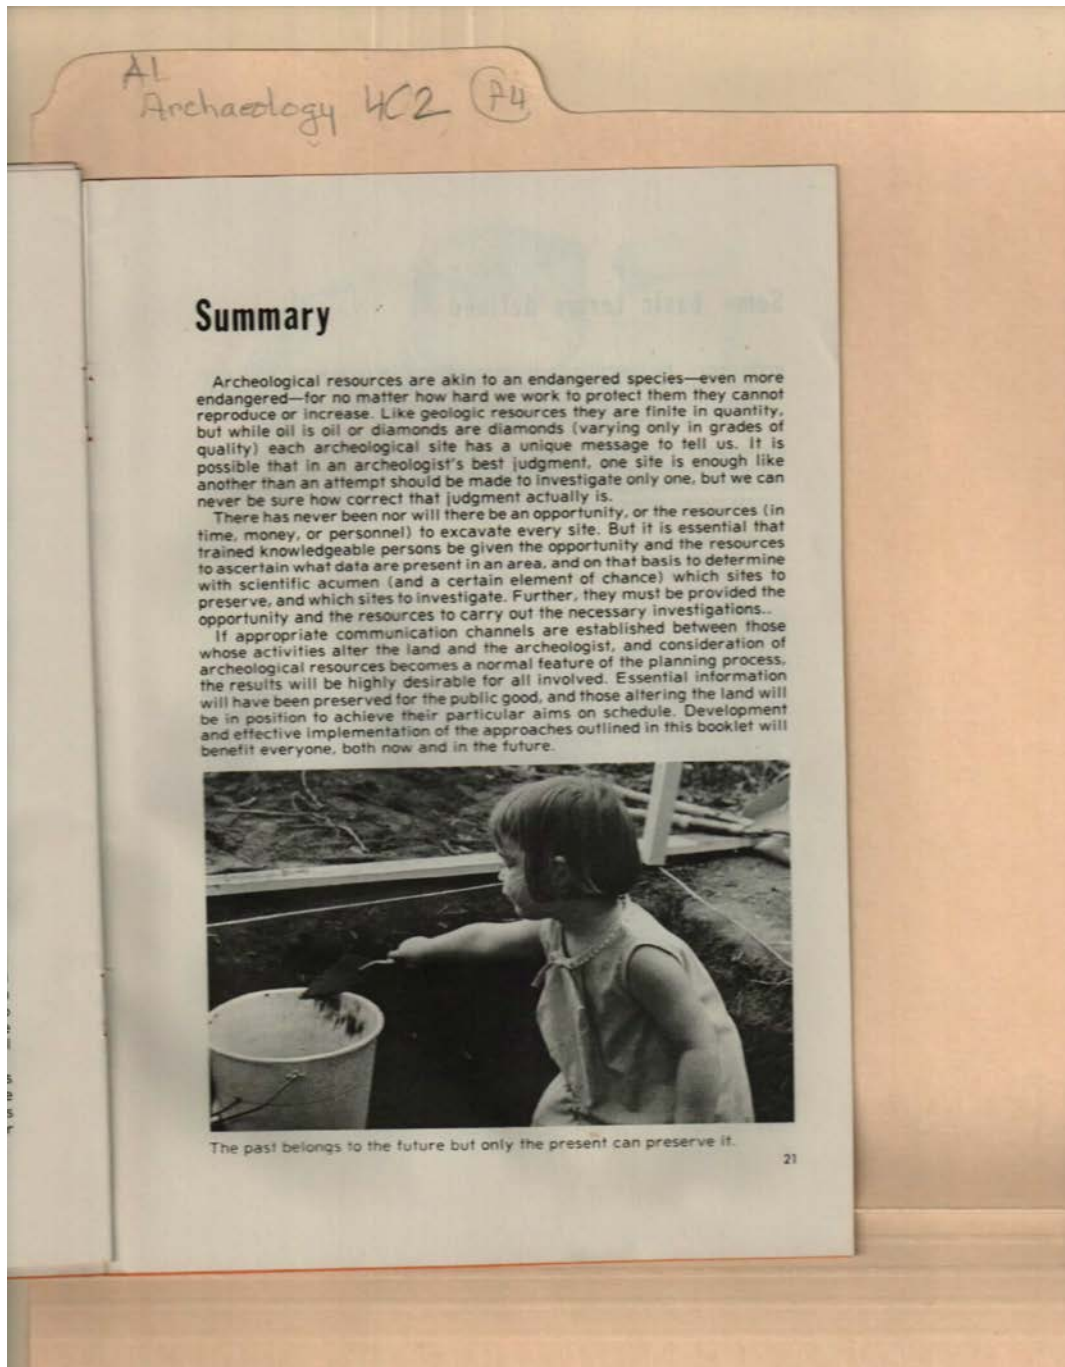 AL
Archaeology 4C2 P4
Summary
Archeological resources are akin to an endangered species—even more
endangered—for no matter how hard we work to protect them they cannot
reproduce or increase. Like geologic resources they are finite in quantity,
but while oil is oil or diamonds are diamonds (varying only in grades of
quality) each archeological site has a unique message to tell us. It is
possible that in an archeologist's best judgment, one site is enough like
another than an attempt should be made to investigate only one, but we can
never be sure how correct that judgment actually is.
There has never been nor will there be an opportunity, or the resources (in
time, money, or personnel) to excavate every site. But it is essential that
trained knowledgeable persons be given the opportunity and the resources
to ascertain what data are present in an area, and on that basis to determine
with scientific acumen (and a certain element of chance) which sites to
preserve, and which sites to investigate. Further, they must be provided the
opportunity and the resources to carry out the necessary investigations..
If appropriate communication channels are established between those
whose activities alter the land and the archeologist, and consideration of
archeological resources becomes a normal feature of the planning process,
the results will be highly desirable for all involved. Essential information
will have been preserved for the public good, and those altering the land will
be in position to achieve their particular aims on schedule. Development
and effective implementation of the approaches outlined in this booklet will
benefit everyone, both now and in the future.
The past belongs to the future but only the present can preserve it.
21